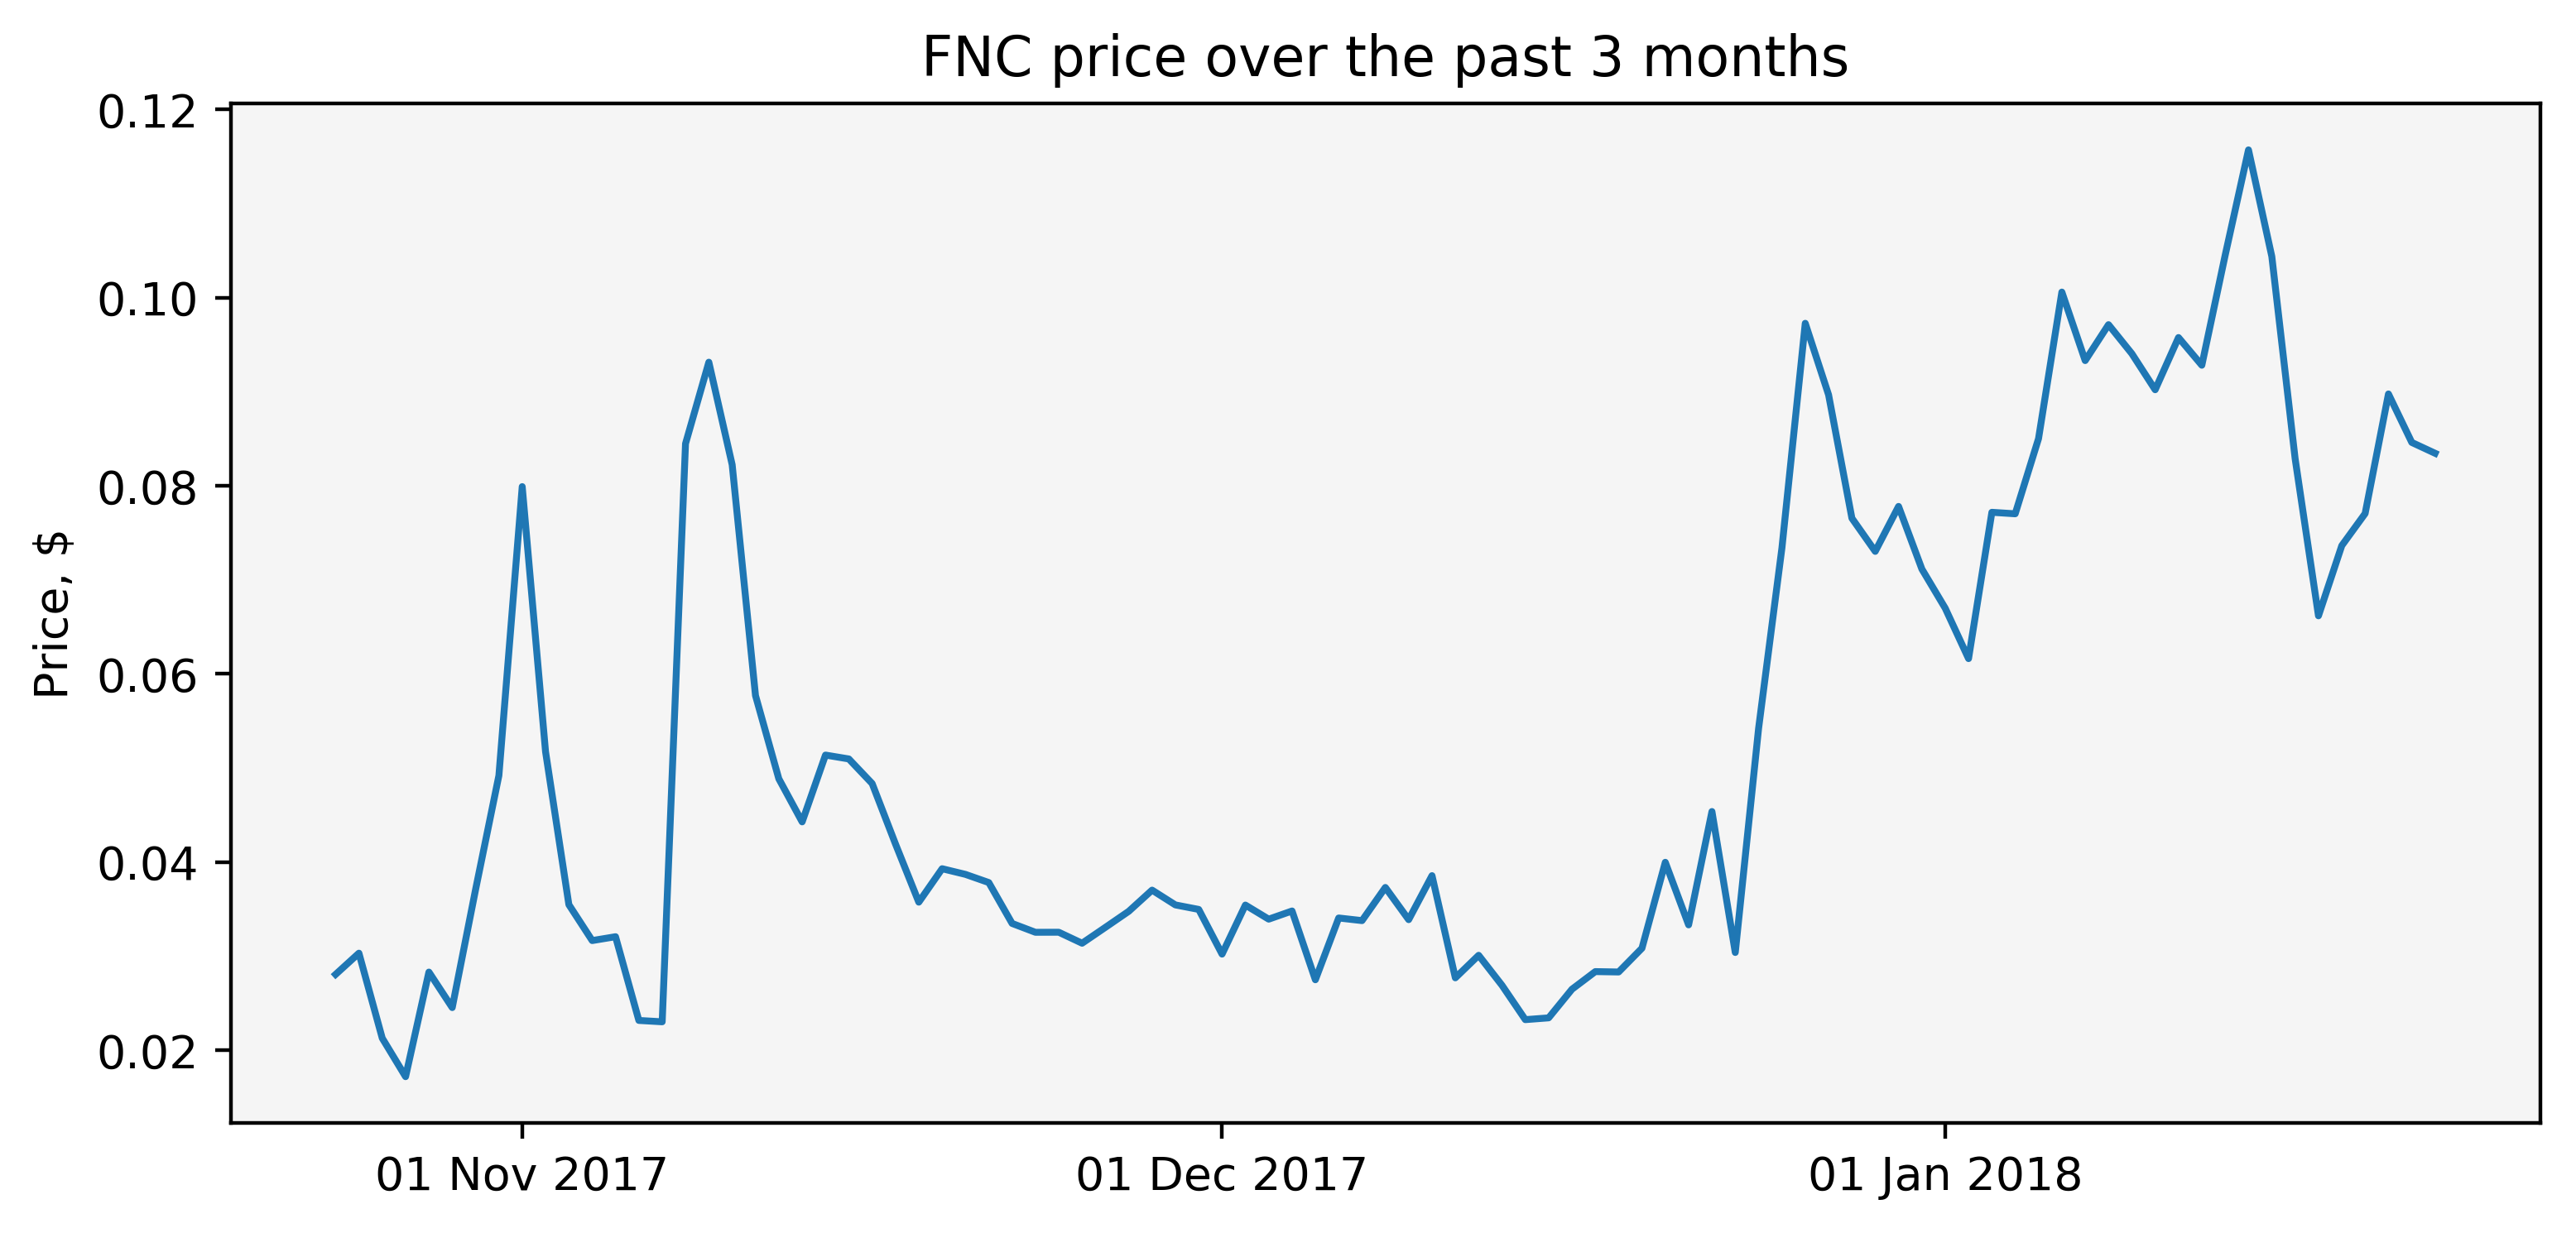 FNC price over the past 3 months
0.12
0.10
0.08
0.06
0.04
0.02
Price, $
01 Nov 2017
01 Dec 2017
01 Jan 2018